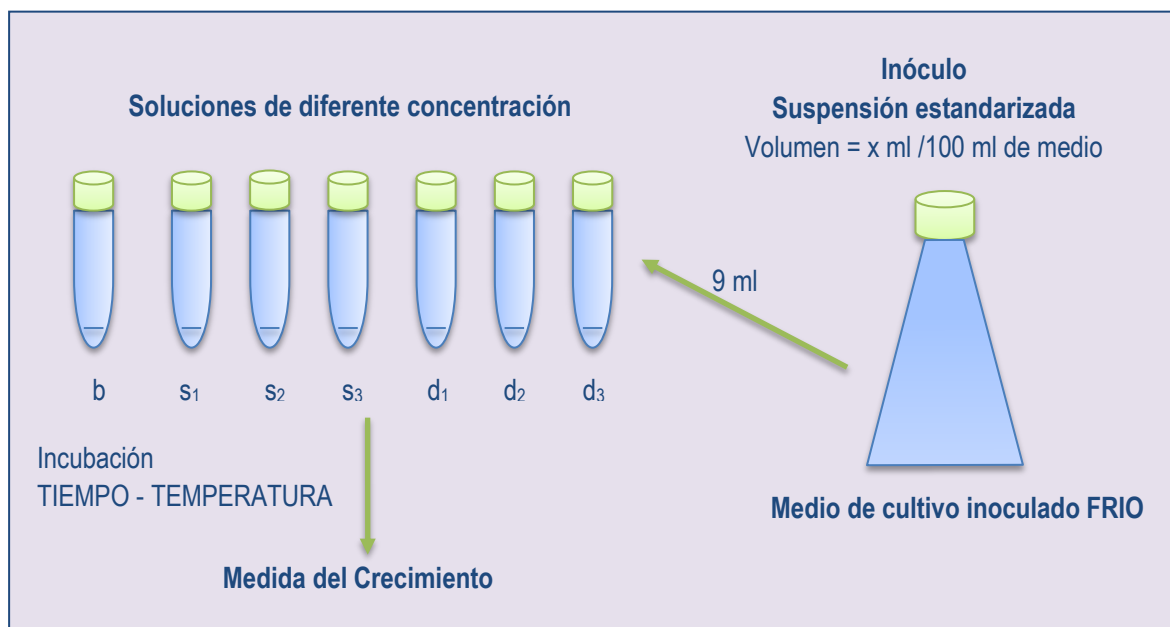 Soluciones de diferente concentración
Inóculo
Suspensión estandarizada
Volumen = x ml /100 ml de medio
9 ml
b s₁ s₂ s₃ d₁ d₂ d₃
Incubación
TIEMPO - TEMPERATURA
Medida del Crecimiento
Medio de cultivo inoculado FRIO